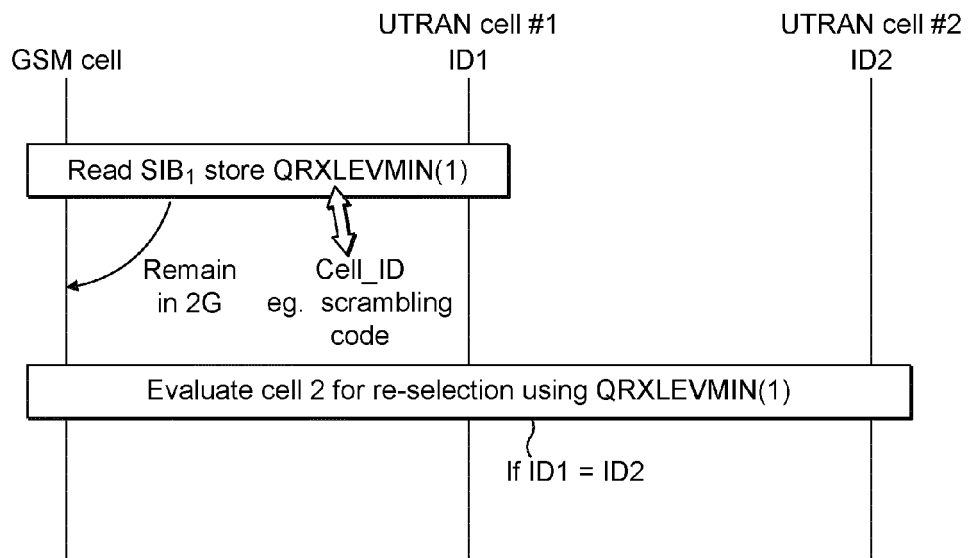 UTRAN cell #1
UTRAN cell #2
GSM cell
ID1
ID2
Read SIB₁ store QRXLEVMIN(1)
Remain
in 2G
Cell_ID
eg. scrambling
code
Evaluate cell 2 for re-selection using QRXLEVMIN(1)
If ID1 = ID2